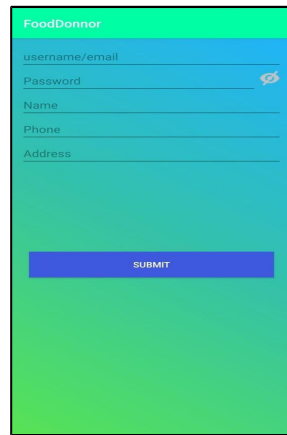 FoodDonnor
username/email
Password
Name
Phone
Address
SUBMIT